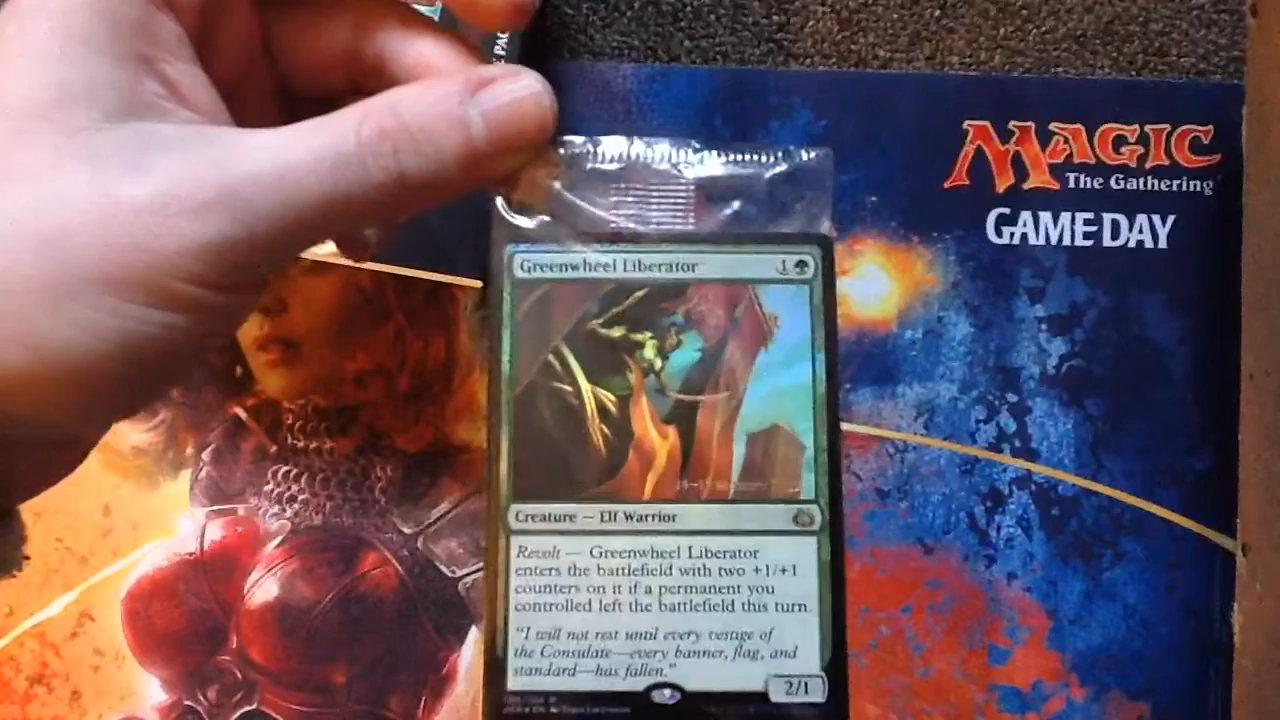 MAGIC
The Gathering
GAME DAY
Greenwheel Liberator 1
Creature — Elf Warrior
Revolt — Greenwheel Liberator
enters the battlefield with two +1/+1
counters on it if a permanent you
controlled left the battlefield this turn.
"I will not rest until every vestige of
the Consulate—every banner, flag, and
standard—has fallen."
2/1